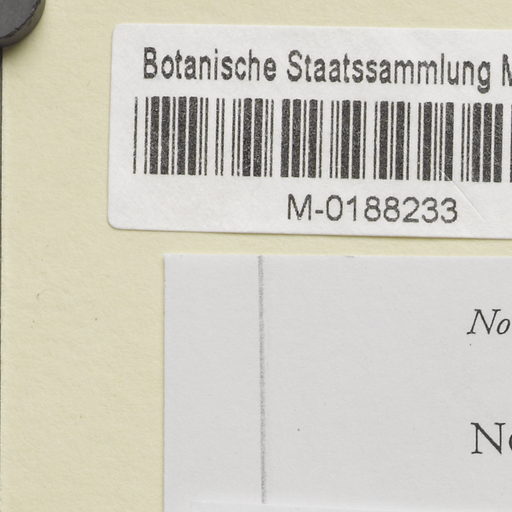 Botanische Staatssammlung M
M-0188233
No
No